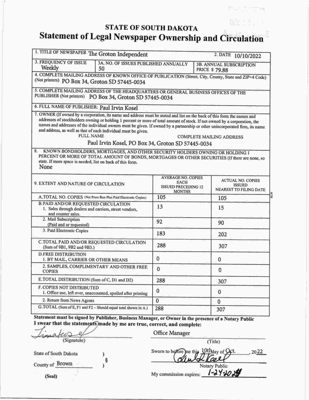 STATE OF SOUTH DAKOTA
Statement of Legal Newspaper Ownership and Circulation
1. TITLE OF NEWSPAPER The Groton Independent 2. DATE 10/10/2022
3. FREQUENCY OF ISSUE 3A. NO. OF ISSUES PUBLISHED ANNUALLY 3B. ANNUAL SUBSCRIPTION
Weekly 50 PRICE $ 79.88
4. COMPLETE MAILING ADDRESS OF KNOWN OFFICE OF PUBLICATION (Street, City, County, State and ZIP+4 Code)
(Not printers) PO Box 34, Groton SD 57445-0034
5. COMPLETE MAILING ADDRESS OF THE HEADQUARTERS OR GENERAL BUSINESS OFFICES OF THE
PUBLISHER (Not printer) PO Box 34, Groton SD 57445-0034
6. FULL NAME OF PUBLISHER: Paul Irvin Kosel
7. OWNER (if owned by a corporation, its name and address must be stated and list on the back of this form the names and
addresses of stockholders owning or holding 1 percent or more of total amount of stock. If not owned by a corporation, the
names and addresses of the individual owners must be given. If owned by a partnership or other unincorporated firm, its name
and address, as well as that of each individual must be given.
FULL NAME COMPLETE MAILING ADDRESS
Paul Irvin Kosel, PO Box 34, Groton SD 57445-0034
8. KNOWN BONDHOLDERS, MORTGAGES, AND OTHER SECURITY HOLDERS OWNING OR HOLDING 1
PERCENT OR MORE OF TOTAL AMOUNT OF BONDS, MORTGAGES OR OTHER SECURITIES (If there are none, so
state. If more space is needed, list on back of this form.
None
9. EXTENT AND NATURE OF CIRCULATION
AVERAGE NO. COPIES
EACH
ISSUED PRECEDING 12
MONTHS
ACTUAL NO. COPIES
ISSUED
NEAREST TO FILING DATE
A. TOTAL NO. COPIES (Net Press Run Plus Paid Electronic Copies) 105 105
B. PAID AND/OR REQUESTED CIRCULATION
1. Sales through dealers and carriers, street vendors,
and counter sales. 13 15
2. Mail Subscription
(Paid and/or requested) 92 90
3. Paid Electronic Copies 183 202
C. TOTAL PAID AND/OR REQUESTED CIRCULATION
(Sum of 9B1, 9B2 and 9B3.) 288 307
D. FREE DISTRIBUTION
1. BY MAIL, CARRIER OR OTHER MEANS 0 0
2. SAMPLES, COMPLIMENTARY AND OTHER FREE
COPIES 0 0
E. TOTAL DISTRIBUTION (Sum of C, D1 and D2) 288 307
F. COPIES NOT DISTRIBUTED
1. Office use, left over, unaccounted, spoiled after printing 0 0
2. Return from News Agents 0 0
G. TOTAL (Sum of E, F1 and F2 - Should equal total shown in A.) 288 307
Statement must be signed by Publisher, Business Manager, or Owner in the presence of a Notary Public
I swear that the statements made by me are true, correct, and complete:
Office Manager
(Signature) (Title)
State of South Dakota )
Sworn to before me this 10th day of Oct. , 2022
§
County of Brown )
Notary Public
(Seal) My commission expires: